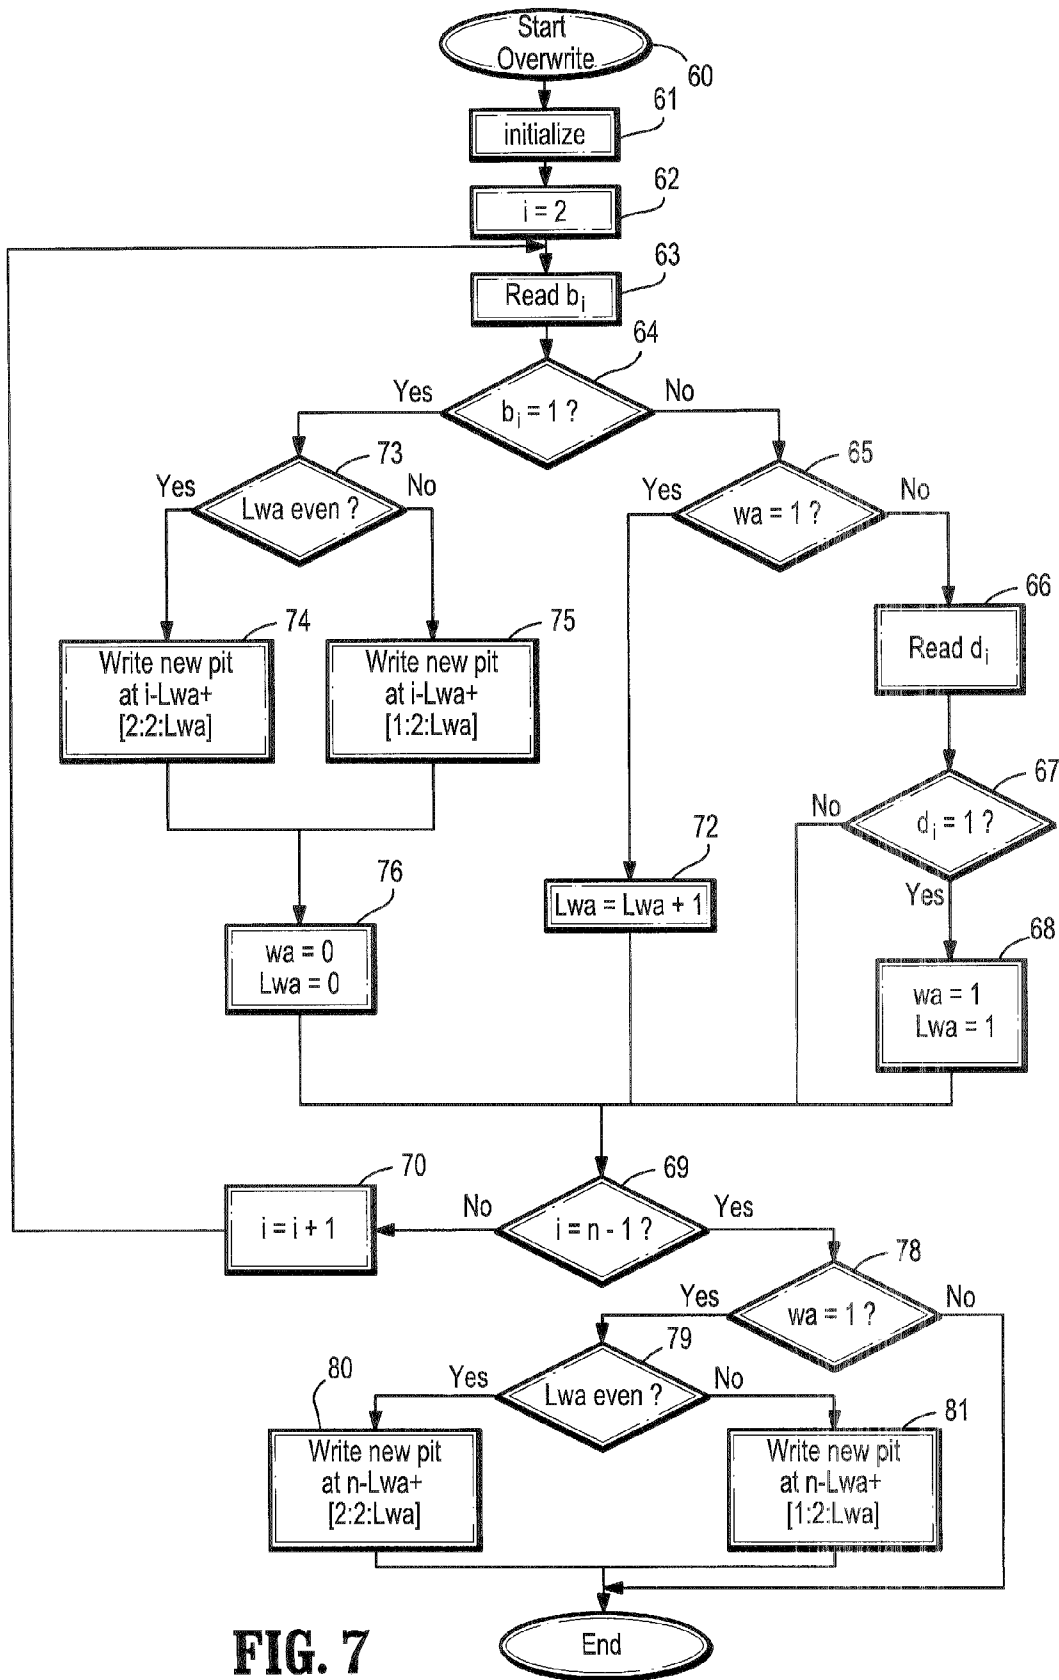 Start
Overwrite
60
61
initialize
62
i = 2
63
Read bi
64
Yes
No
bi = 1 ?
73
65
Yes
No
Yes
No
Lwa even ?
wa = 1 ?
66
74
75
Write new pit
at i-Lwa+
[2:2:Lwa]
Write new pit
at i-Lwa+
[1:2:Lwa]
Read di
67
No
di = 1 ?
72
76
Yes
Lwa = Lwa + 1
68
wa = 0
Lwa = 0
wa = 1
Lwa = 1
70
69
No
Yes
i = i + 1
i = n - 1 ?
78
Yes
No
wa = 1 ?
79
80
Yes
No
Lwa even ?
81
Write new pit
at n-Lwa+
[2:2:Lwa]
Write new pit
at n-Lwa+
[1:2:Lwa]
End
FIG. 7